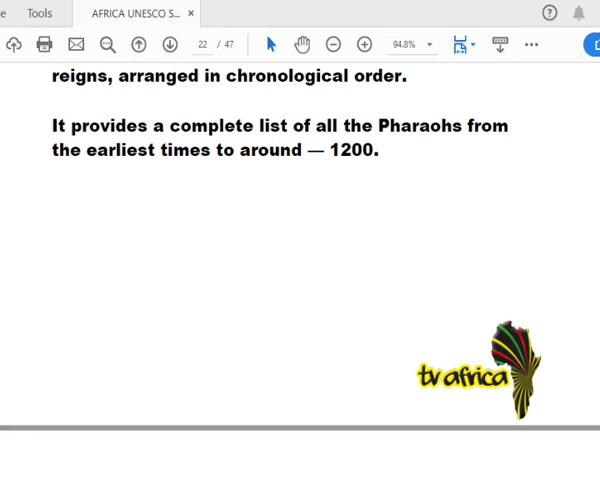 Tools
AFRICA UNESCO S...
22 / 47
94.8%
reigns, arranged in chronological order.
It provides a complete list of all the Pharaohs from
the earliest times to around — 1200.
tv africa